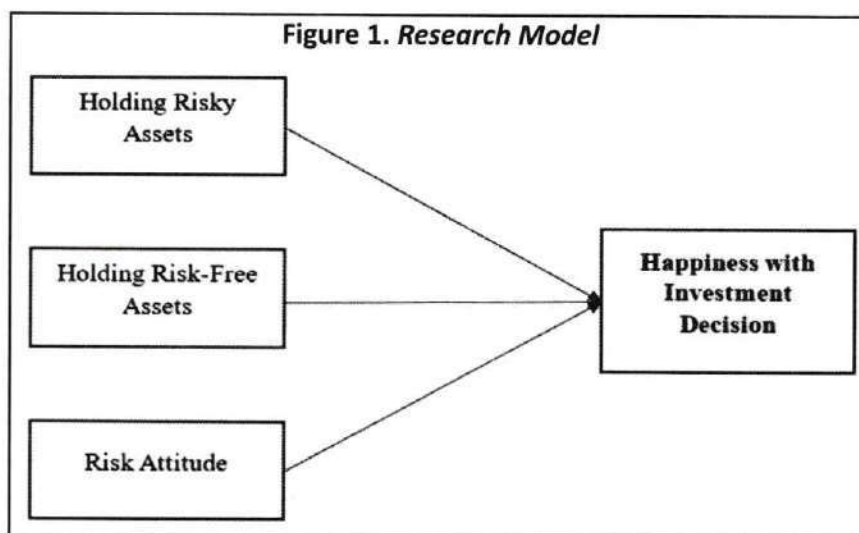 Figure 1. Research Model
Holding Risky
Assets
Holding Risk-Free
Assets
Risk Attitude
Happiness with
Investment
Decision